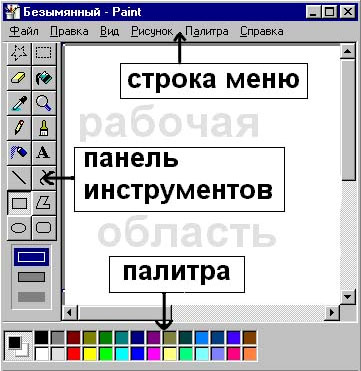 Безымянный - Paint
Файл Правка Вид Рисунок Палитра Справка
строка меню
рабочая
A
панель
инструментов
область
палитра